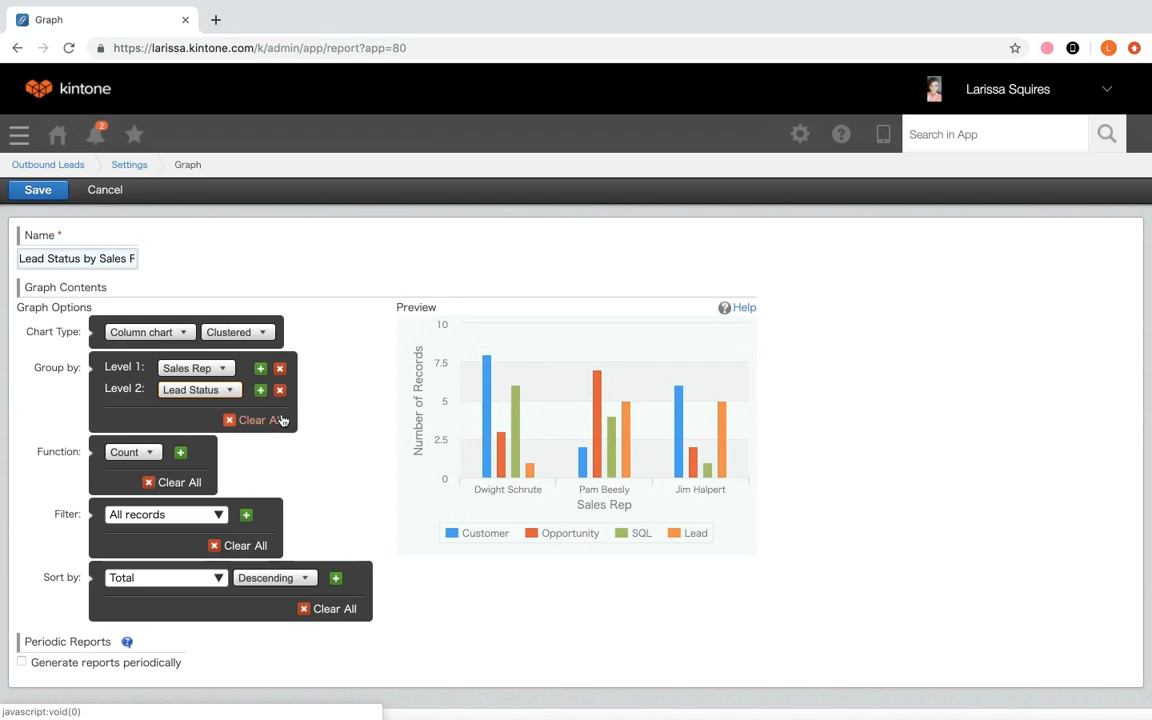 Graph
https://larissa.kintone.com/k/admin/app/report?app=80
L
kintone
Larissa Squires
2
Search in App
Outbound Leads Settings Graph
Save Cancel
Name *
Lead Status by Sales R
Graph Contents
Graph Options
Preview
Help
Chart Type: Column chart Clustered
Group by: Level 1: Sales Rep
Level 2: Lead Status
Clear All
Function: Count
Clear All
Filter: All records
Clear All
Sort by: Total Descending
Clear All
10
7.5
5
2.5
0
Number of Records
Dwight Schrute Pam Beesly Jim Halpert
Sales Rep
Customer Opportunity SQL Lead
Periodic Reports
Generate reports periodically
javascript:void(0)